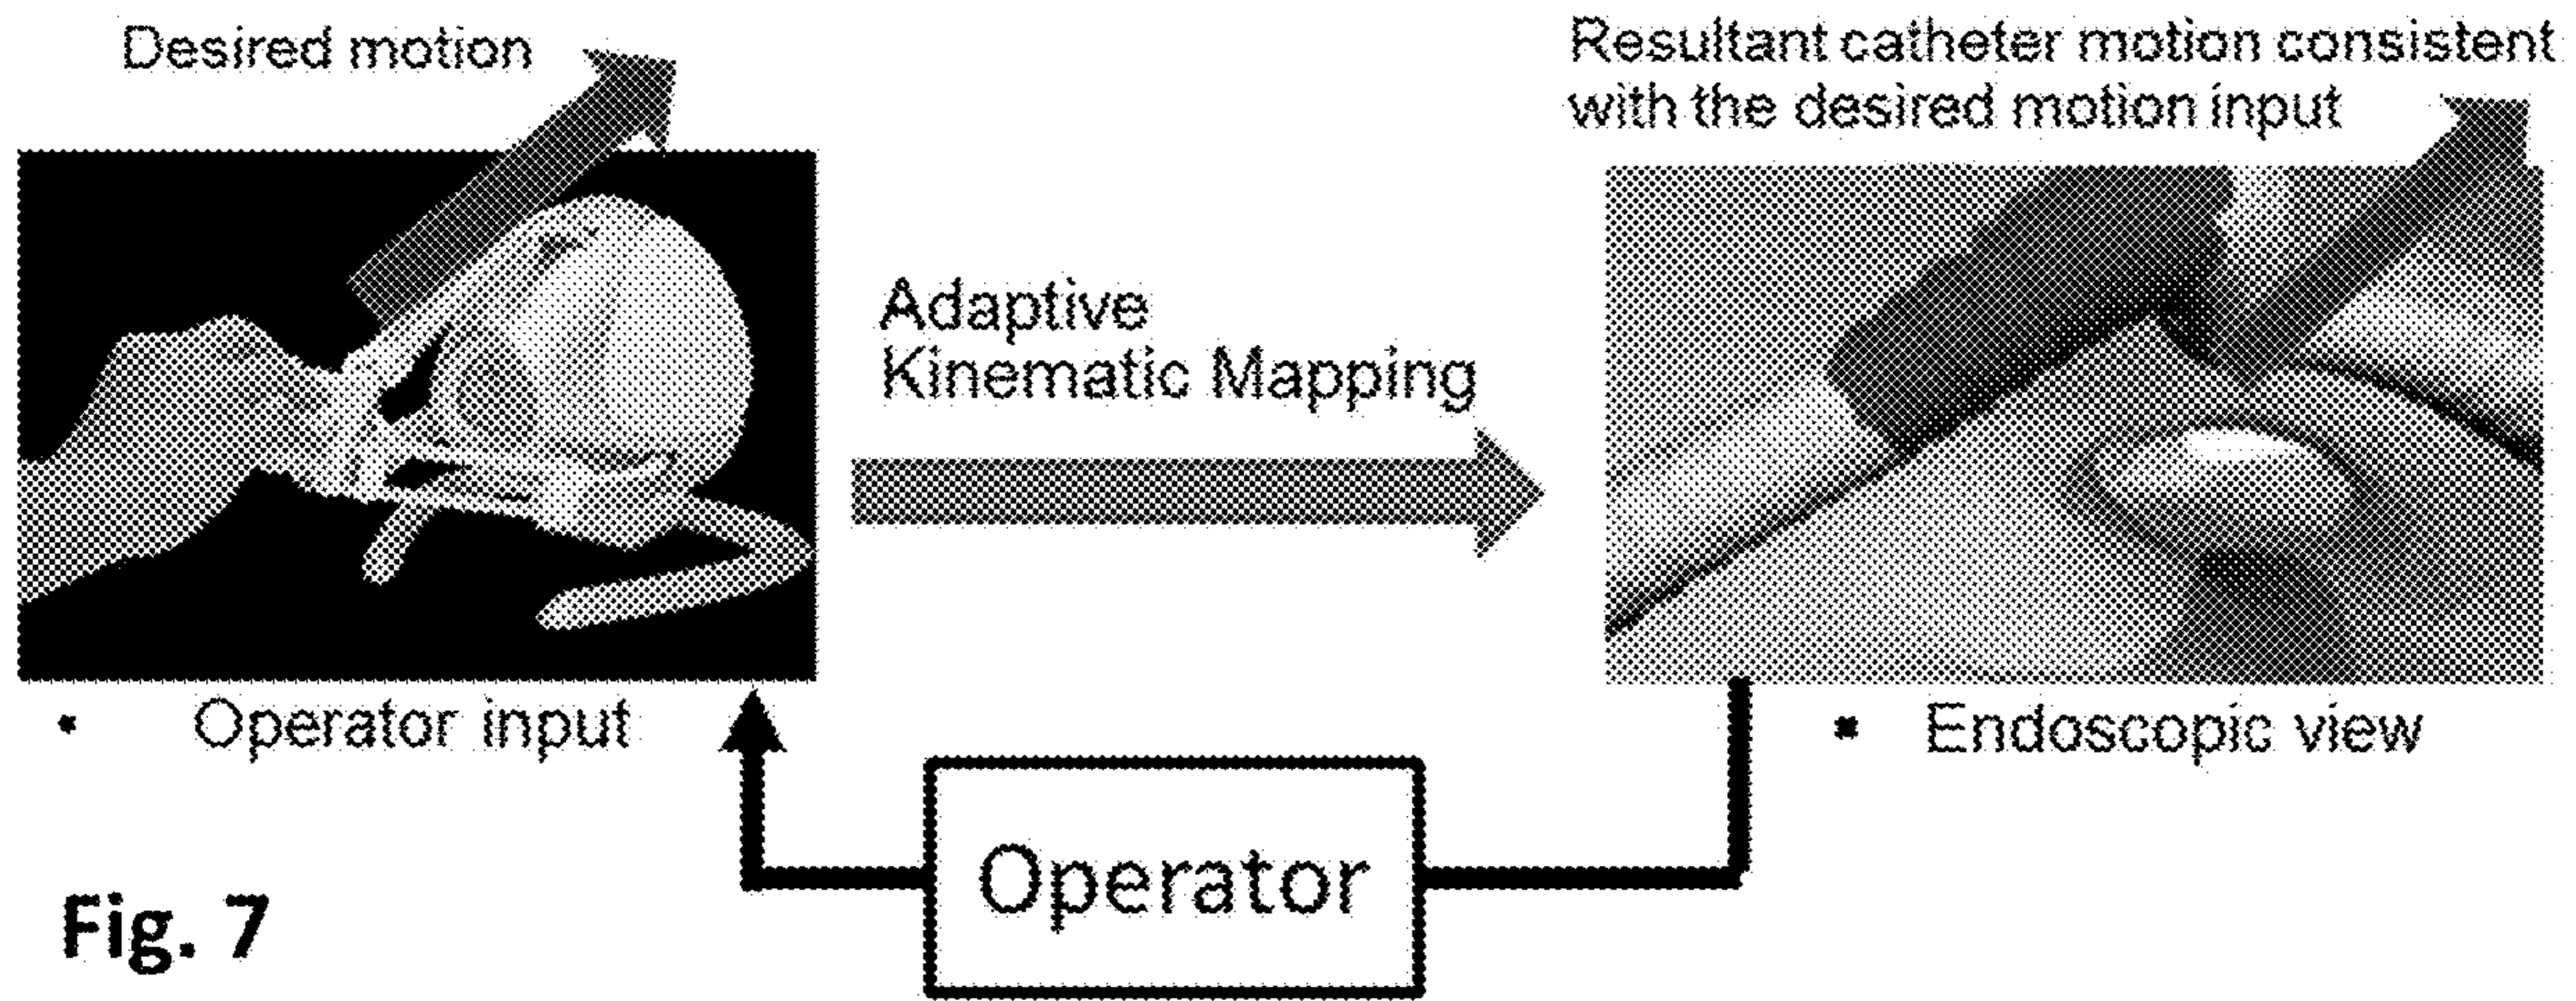 Desired motion
Resultant catheter motion consistent
with the desired motion input
Adaptive
Kinematic Mapping
• Operator input
▪ Endoscopic view
Operator
Fig. 7